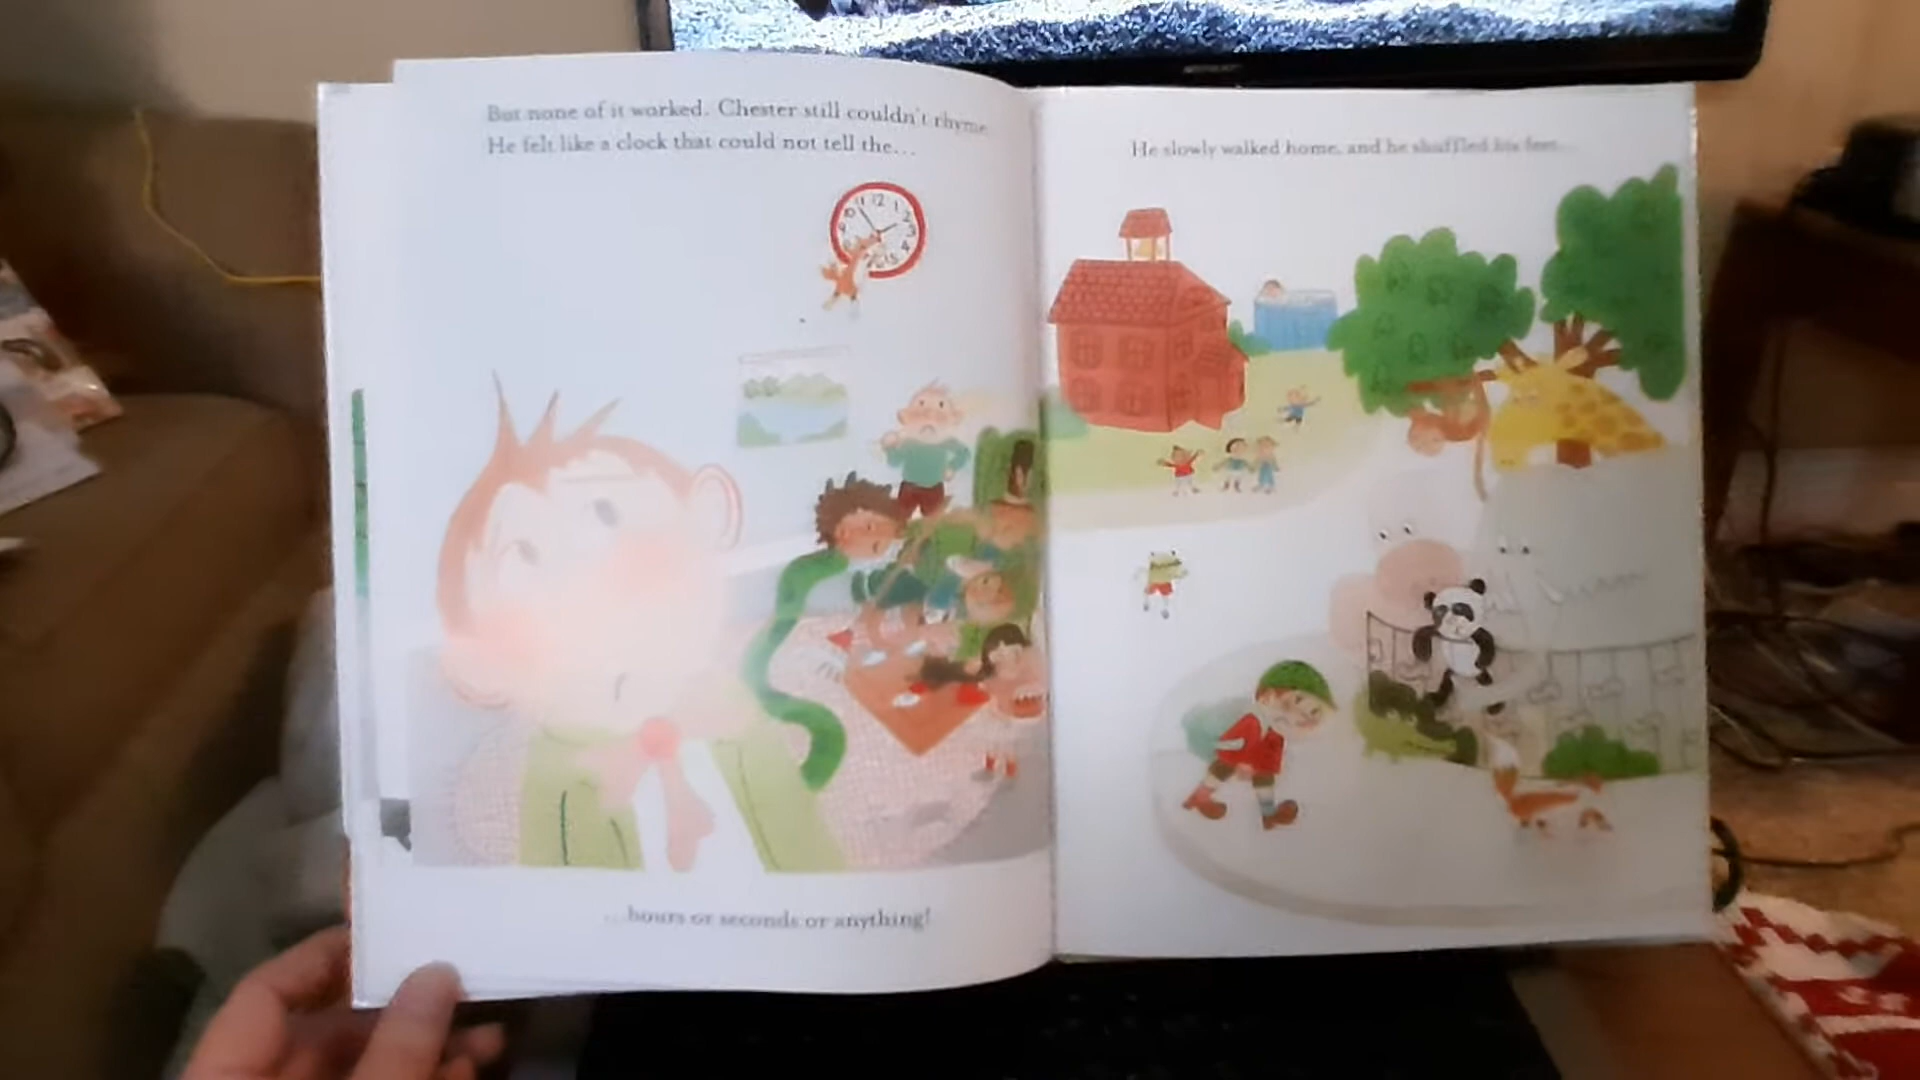 But none of it worked. Chester still couldn't rhyme.
He felt like a clock that could not tell the...
...hours or seconds or anything!
He slowly walked home, and he shuffled his feet...